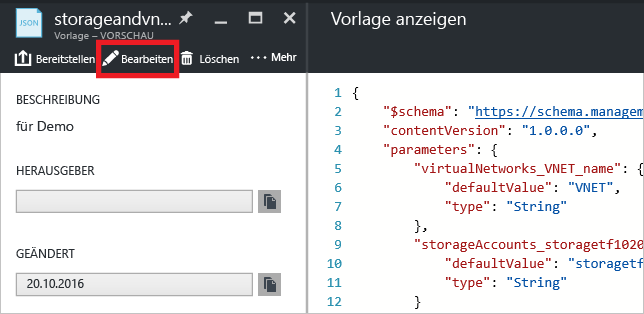 JSON
storageandvn...
Vorlage – VORSCHAU
Bereitstellen Bearbeiten Löschen ··· Mehr
BESCHREIBUNG
für Demo
HERAUSGEBER
GEÄNDERT
20.10.2016
Vorlage anzeigen
1 {
2 "$schema": "https://schema.managem
3 "contentVersion": "1.0.0.0",
4 "parameters": {
5 "virtualNetworks_VNET_name": {
6 "defaultValue": "VNET",
7 "type": "String"
8 },
9 "storageAccounts_storagetf1020
10 "defaultValue": "storagetf
11 "type": "String"
12 }